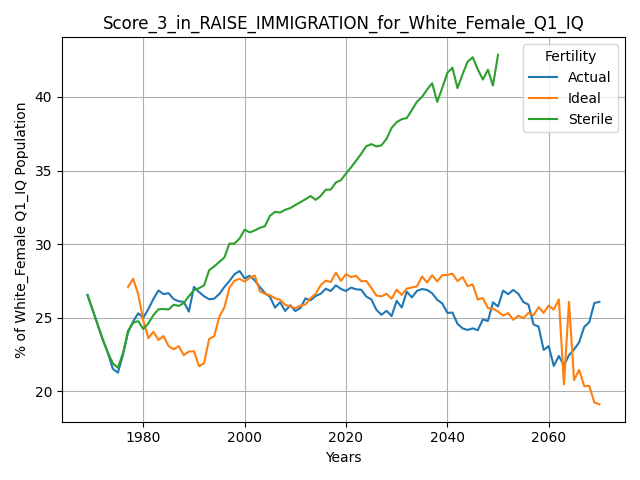 Score_3_in_RAISE_IMMIGRATION_for_White_Female_Q1_IQ
% of White_Female Q1_IQ Population
40
35
30
25
20
1980
2000
2020
2040
2060
Years
Fertility
Actual
Ideal
Sterile